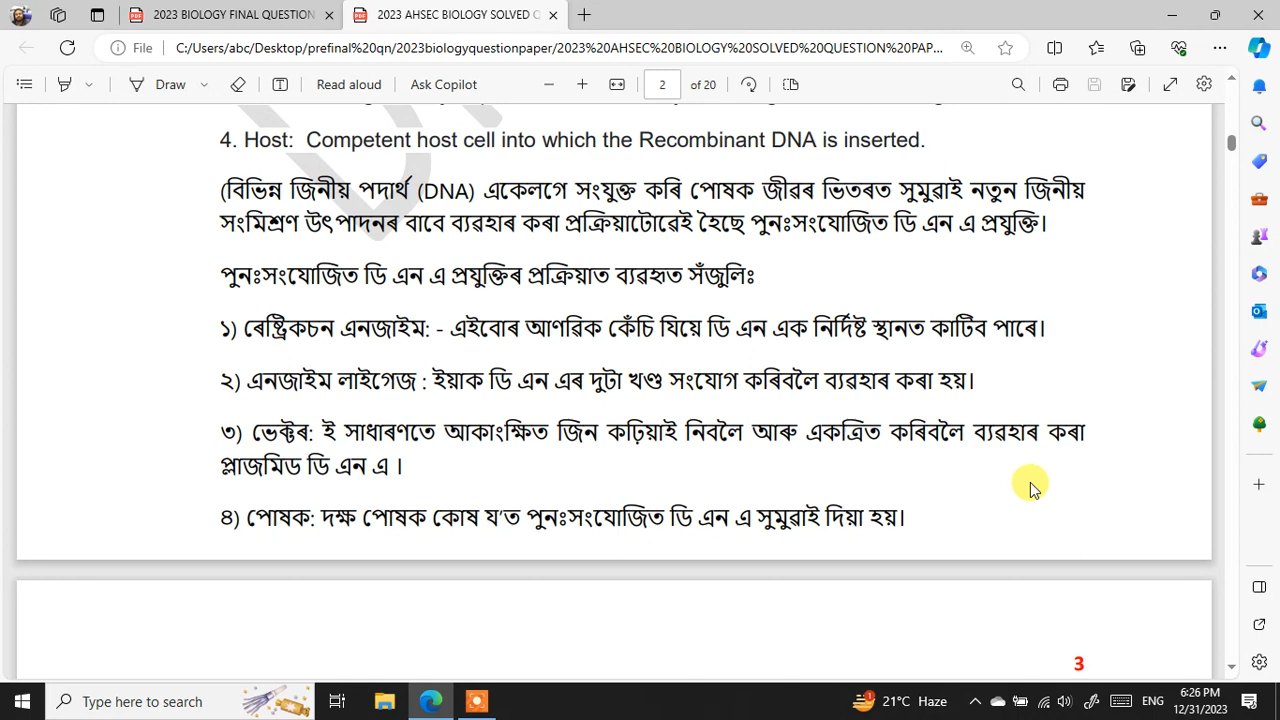 2023 BIOLOGY FINAL QUESTION
2023 AHSEC BIOLOGY SOLVED Q
File
C:/Users/abc/Desktop/prefinal%20qn/2023biologyquestionpaper/2023%20AHSEC%20BIOLOGY%20SOLVED%20QUESTION%20PAP...
Draw
Read aloud
Ask Copilot
2 of 20
4. Host: Competent host cell into which the Recombinant DNA is inserted.
(বিভিন্ন জিনীয় পদাৰ্থ (DNA) একেলগে সংযুক্ত কৰি পোষক জীৱৰ ভিতৰত সুমুৱাই নতুন জিনীয়
সংমিশ্ৰণ উৎপাদনৰ বাবে ব্যৱহাৰ কৰা প্ৰক্ৰিয়াটোৱেই হৈছে পুনঃসংযোজিত ডি এন এ প্ৰযুক্তি।
পুনঃসংযোজিত ডি এন এ প্ৰযুক্তিৰ প্ৰক্ৰিয়াত ব্যৱহৃত সঁজুলিঃ
১) ৰেষ্ট্ৰিকচন এনজাইম: - এইবোৰ আণৱিক কেঁচি যিয়ে ডি এন এক নিৰ্দিষ্ট স্থানত কাটিব পাৰে।
২) এনজাইম লাইগেজ : ইয়াক ডি এন এৰ দুটা খণ্ড সংযোগ কৰিবলৈ ব্যৱহাৰ কৰা হয়।
৩) ভেক্টৰ: ই সাধাৰণতে আকাংক্ষিত জিন কঢ়িয়াই নিবলৈ আৰু একত্ৰিত কৰিবলৈ ব্যৱহাৰ কৰা
প্লাজমিড ডি এন এ ।
৪) পোষক: দক্ষ পোষক কোষ য'ত পুনঃসংযোজিত ডি এন এ সুমুৱাই দিয়া হয়।
3
Type here to search
1
21°C Haze
ENG
6:26 PM
12/31/2023